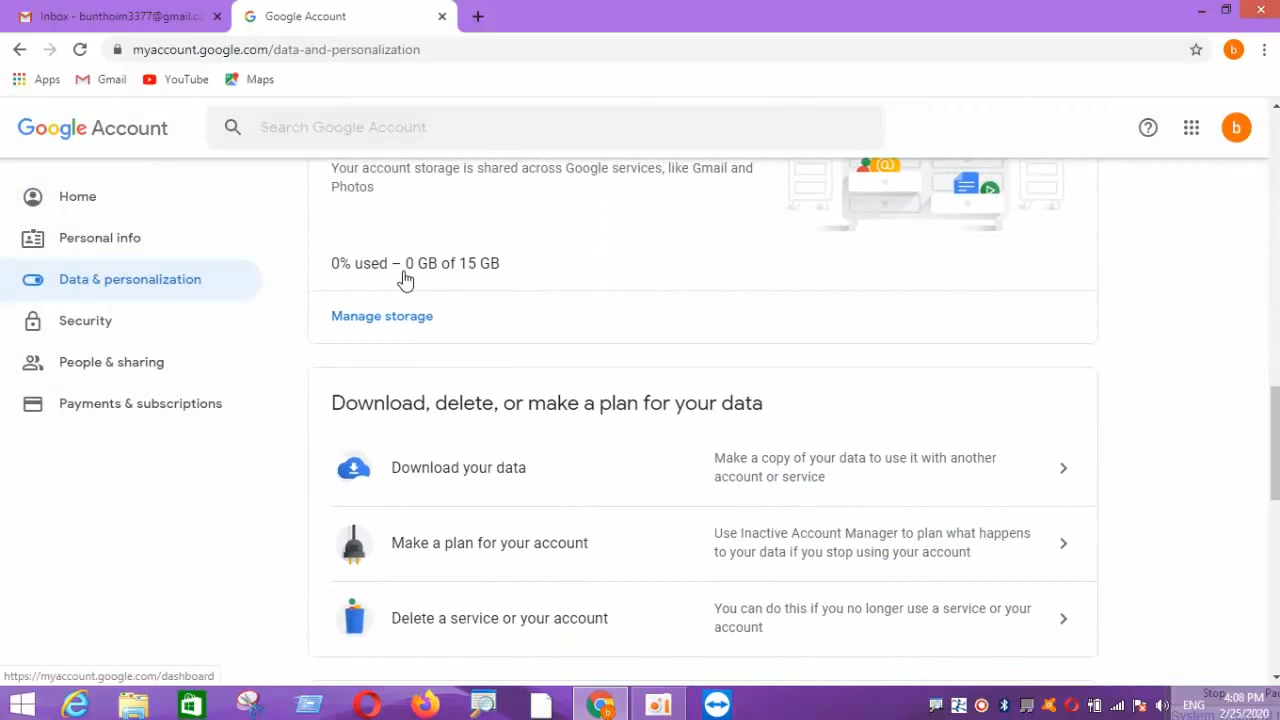 Inbox - bunthoim3377@gmail.co
Google Account
myaccount.google.com/data-and-personalization
b
Apps
Gmail
YouTube
Maps
Google Account
Search Google Account
b
Your account storage is shared across Google services, like Gmail and
Photos
Home
Personal info
Data & personalization
Security
People & sharing
Payments & subscriptions
0% used – 0 GB of 15 GB
Manage storage
Download, delete, or make a plan for your data
Download your data
Make a copy of your data to use it with another
account or service
Make a plan for your account
Use Inactive Account Manager to plan what happens
to your data if you stop using your account
Delete a service or your account
You can do this if you no longer use a service or your
account
https://myaccount.google.com/dashboard
ENG
4:08 PM
2/25/2020